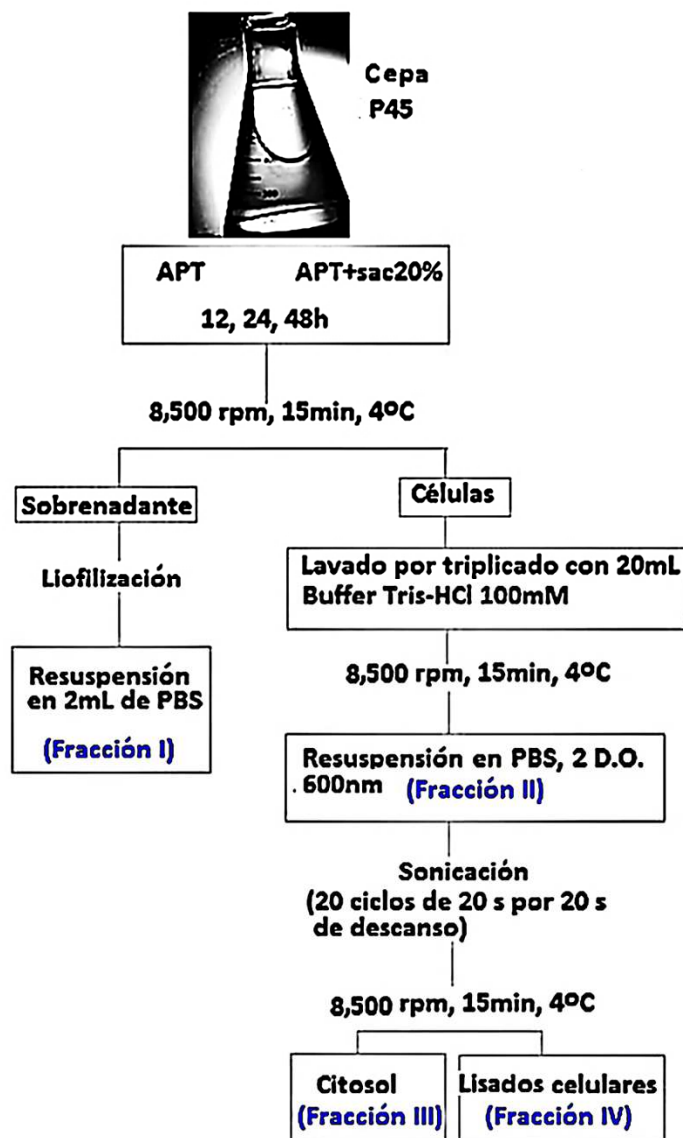 Cepa
P45
APT APT+sac20%
12, 24, 48h
8,500 rpm, 15min, 4ºC
Sobrenadante
Células
Liofilización
Lavado por triplicado con 20mL
Buffer Tris-HCl 100mM
Resuspensión
en 2mL de PBS
(Fracción I)
8,500 rpm, 15min, 4ºC
Resuspensión en PBS, 2 D.O.
. 600nm (Fracción II)
Sonicación
(20 ciclos de 20 s por 20 s
de descanso)
8,500 rpm, 15min, 4ºC
Citosol
(Fracción III)
Lisados celulares
(Fracción IV)